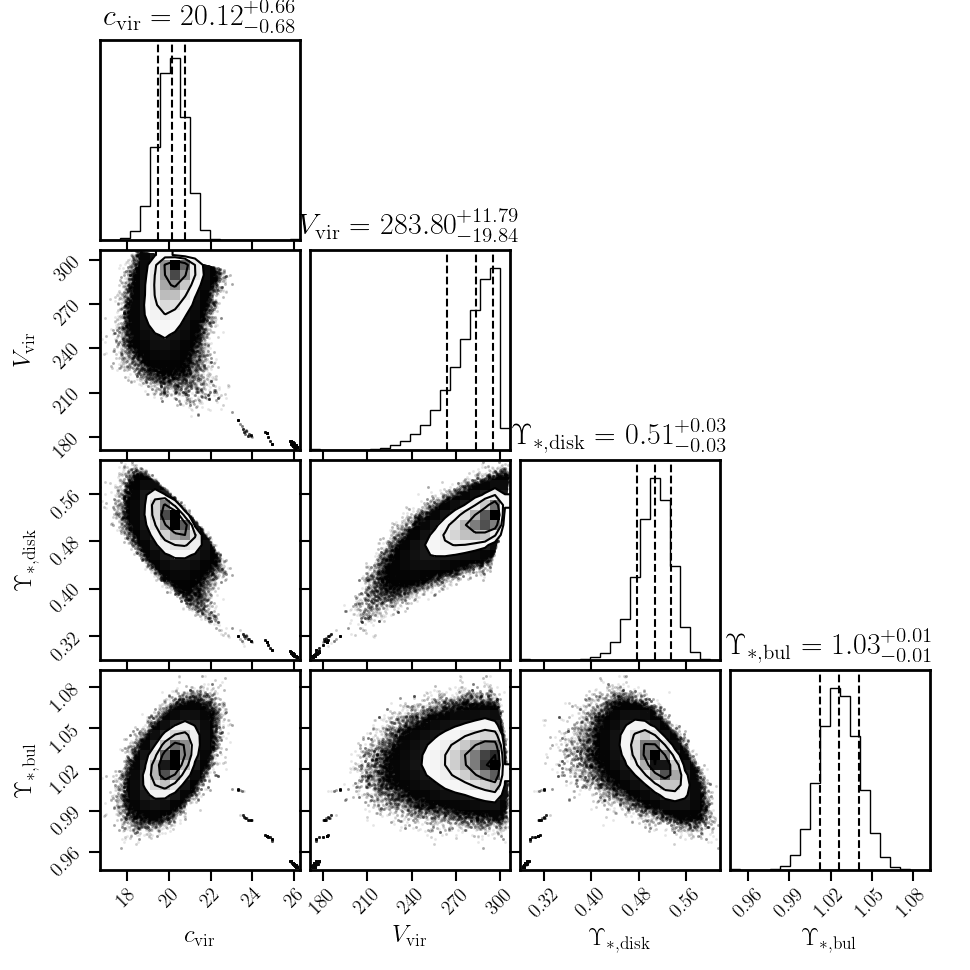 c_vir = 20.12^{+0.66}_{-0.68}
V_vir = 283.80^{+11.79}_{-19.84}
300
270
240
210
180
V_vir
ϒ_{*,disk} = 0.51^{+0.03}_{-0.03}
0.56
0.48
0.40
0.32
ϒ_{*,disk}
ϒ_{*,bul} = 1.03^{+0.01}_{-0.01}
1.08
1.05
1.02
0.99
0.96
ϒ_{*,bul}
18 20 22 24 26 180 210 240 270 300 0.32 0.40 0.48 0.56 0.96 0.99 1.02 1.05 1.08
c_vir V_vir ϒ_{*,disk} ϒ_{*,bul}